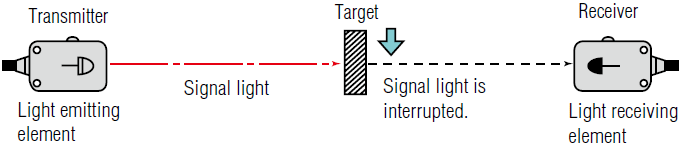 Transmitter
Target
Receiver
Signal light
Signal light is
interrupted.
Light emitting
element
Light receiving
element